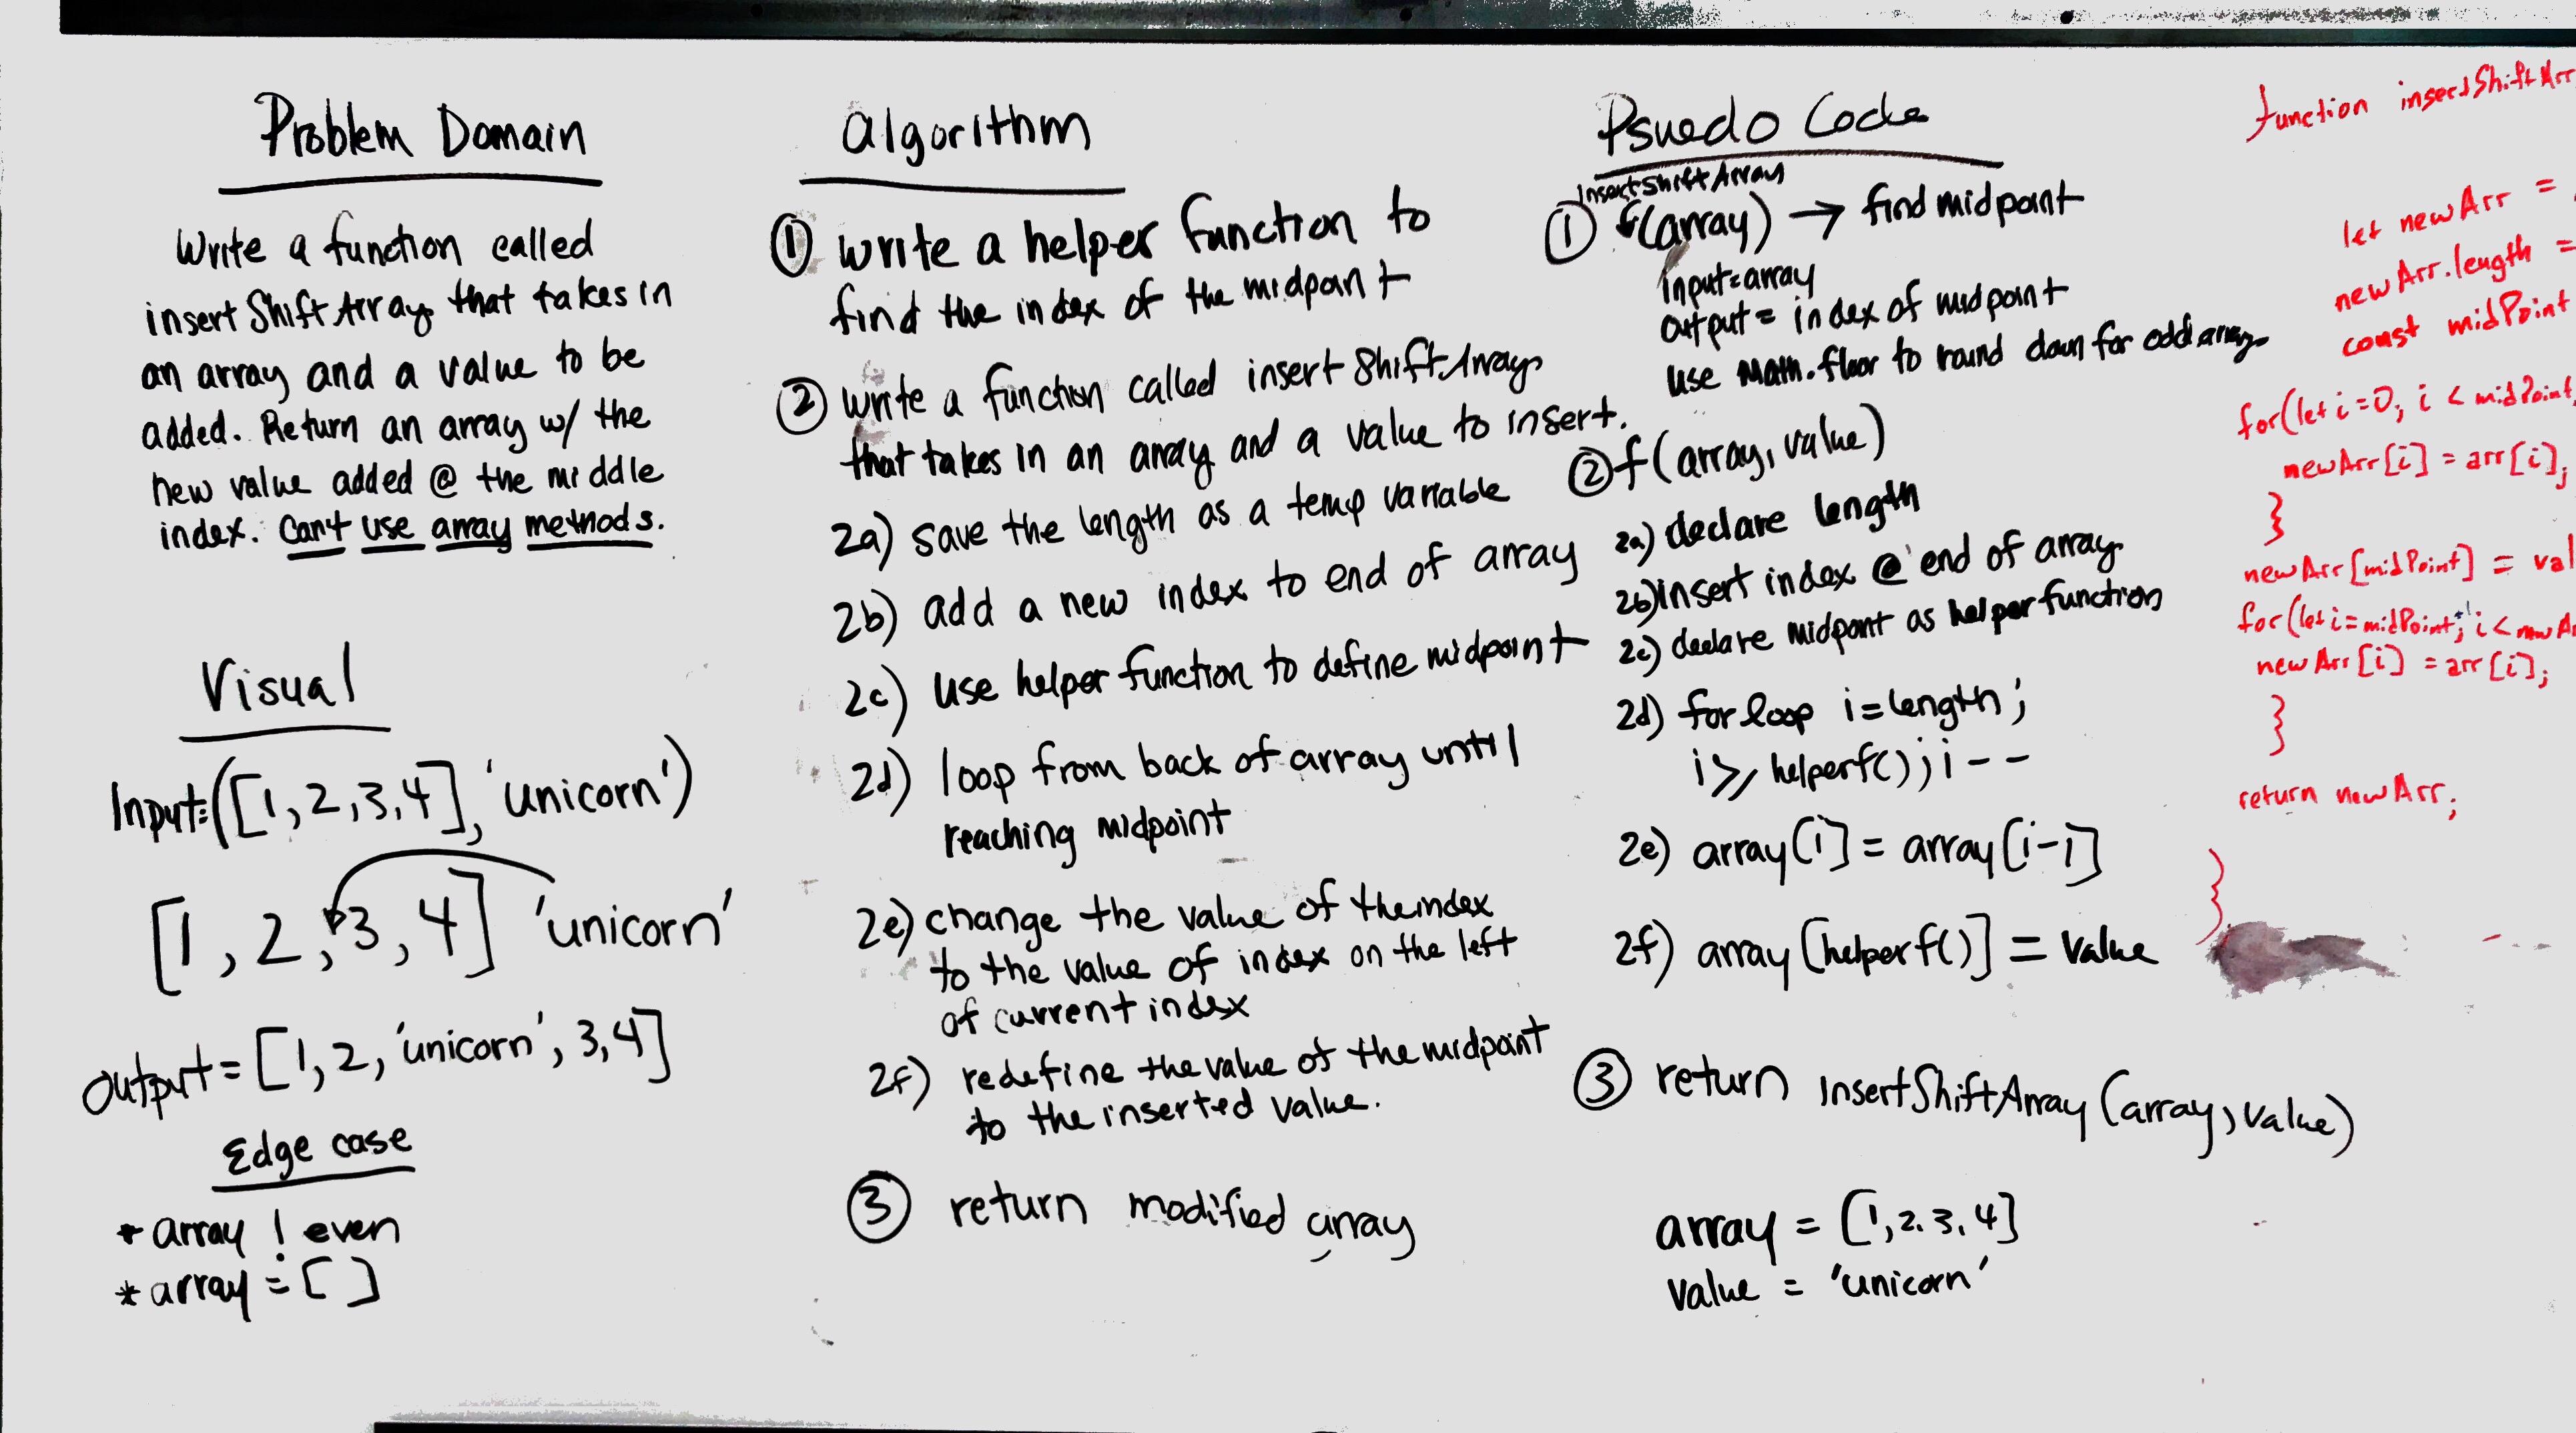 Problem Domain
Write a function called
insertShiftArray that takes in
an array and a value to be
added. Return an array w/ the
new value added @ the middle
index. Can't use array methods.
Visual
Input:([1,2,3,4], 'unicorn')
[1, 2, 3, 4] 'unicorn'
output = [1, 2, 'unicorn', 3,4]
Edge case
* array ! even
* array = [ ]
algorithm
① write a helper function to
find the index of the midpoint
② write a function called insertShiftArray
that takes in an array and a value to insert.
2a) save the length as a temp variable
2b) add a new index to end of array
2c) use helper function to define midpoint
2d) loop from back of array until
reaching midpoint
2e) change the value of the index
to the value of index on the left
of current index
2f) redefine the value of the midpoint
to the inserted value.
③ return modified array
Psuedo Code
InsertShiftArray
① f(array) → find midpoint
input=array
output = index of midpoint
use Math.floor to round down for odd array.
② f(array, value)
2a) declare length
2b) insert index @ end of array
2c) declare midpoint as helper function
2d) for loop i=length;
i>= helperf(); i--
2e) array[i] = array[i-1]
2f) array[helperf()] = value
③ return InsertShiftArray (array, value)
array = [1,2.3,4]
value = 'unicorn'
function insertShiftArr
let newArr =
newArr.length =
const midPoint
for(let i=0; i < midPoint;
newArr[i] = arr[i];
}
newArr[midPoint] = val
for(let i=midPoint+1; i < newAr
newArr[i] = arr[i];
}
return newArr;
}